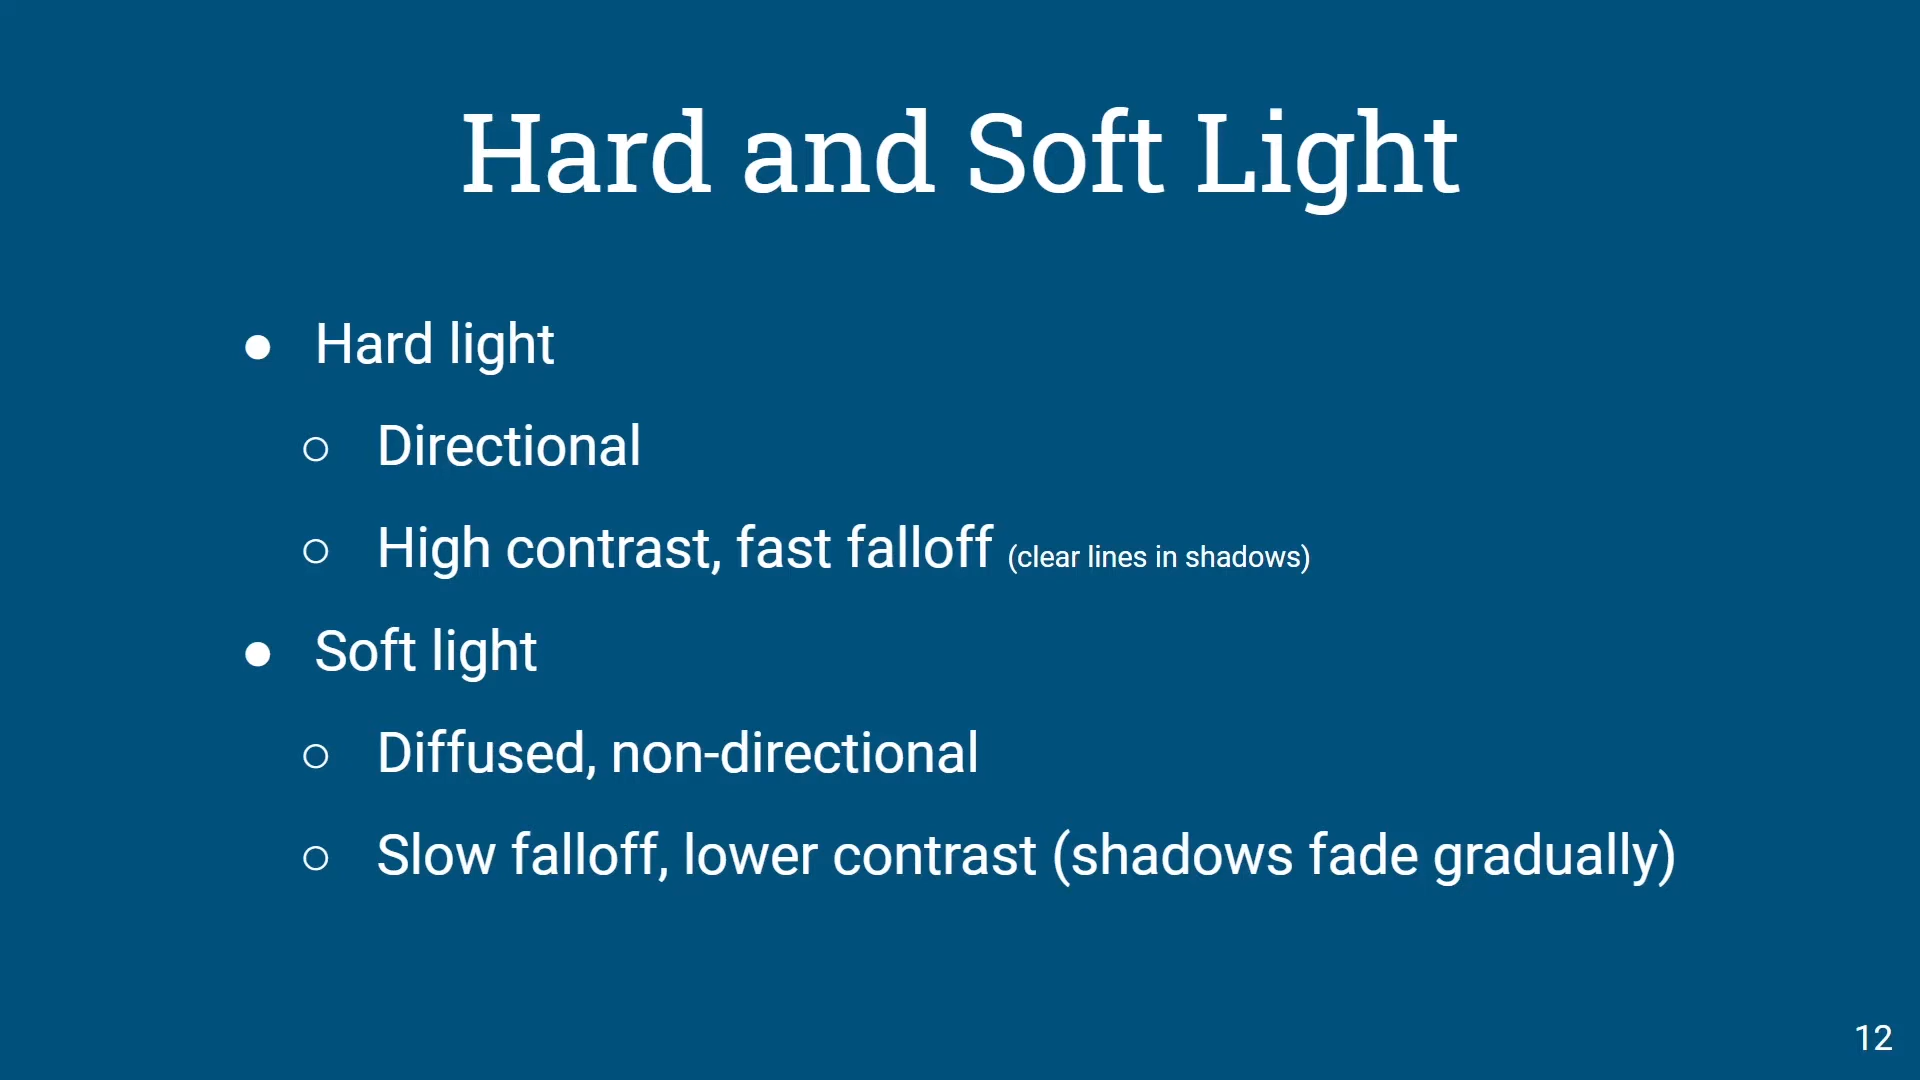 Hard and Soft Light
● Hard light
○ Directional
○ High contrast, fast falloff (clear lines in shadows)
● Soft light
○ Diffused, non-directional
○ Slow falloff, lower contrast (shadows fade gradually)
12